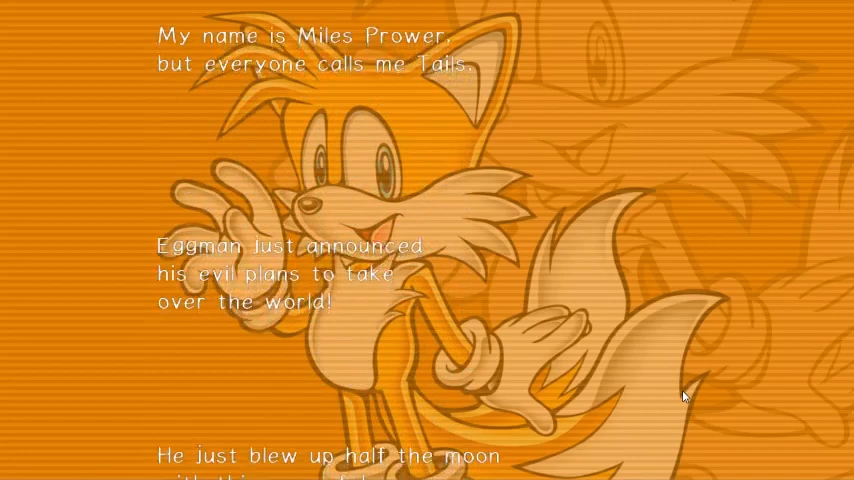 My name is Miles Prower,
but everyone calls me Tails.
Eggman just announced
his evil plans to take
over the world!
He just blew up half the moon